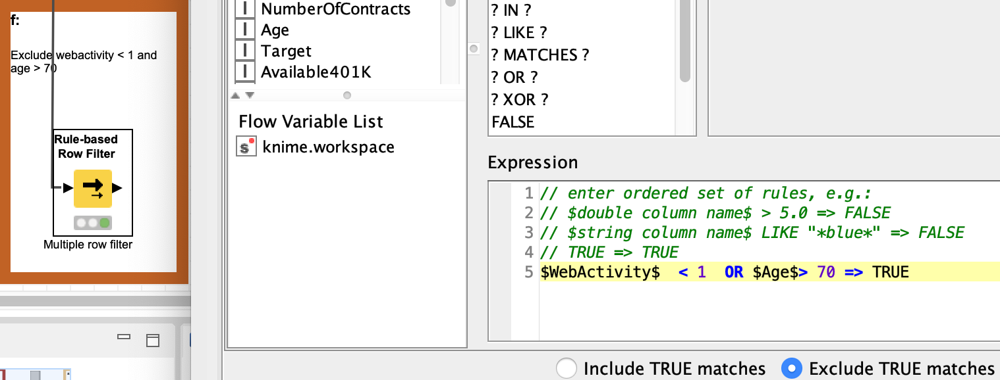 f:
Exclude webactivity < 1 and
age > 70
Rule-based
Row Filter
Multiple row filter
I NumberOfContracts
I Age
I Target
I Available401K
Flow Variable List
s knime.workspace
? IN ?
? LIKE ?
? MATCHES ?
? OR ?
? XOR ?
FALSE
Expression
1 // enter ordered set of rules, e.g.:
2 // $double column name$ > 5.0 => FALSE
3 // $string column name$ LIKE "*blue*" => FALSE
4 // TRUE => TRUE
5 $WebActivity$  < 1  OR $Age$> 70 => TRUE
Include TRUE matches
Exclude TRUE matches